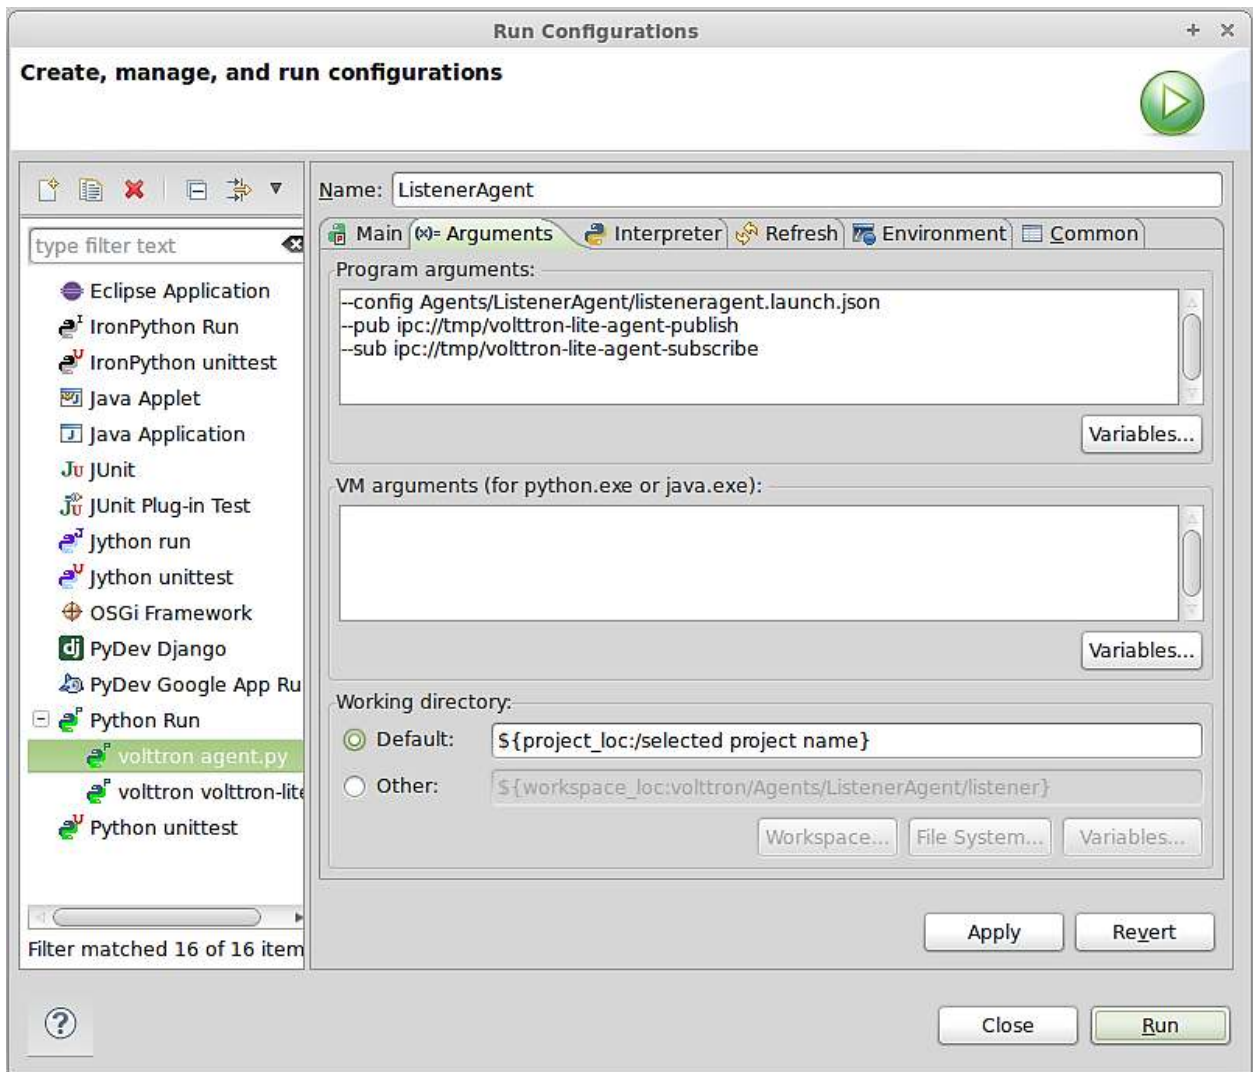 Run Configurations
Create, manage, and run configurations
type filter text
Eclipse Application
IronPython Run
IronPython unittest
Java Applet
Java Application
JUnit
JUnit Plug-in Test
Jython run
Jython unittest
OSGi Framework
PyDev Django
PyDev Google App Ru
Python Run
volttron agent.py
volttron volttron-lite
Python unittest
Filter matched 16 of 16 item
Name: ListenerAgent
Main (x)= Arguments Interpreter Refresh Environment Common
Program arguments:
--config Agents/ListenerAgent/listeneragent.launch.json
--pub ipc://tmp/volttron-lite-agent-publish
--sub ipc://tmp/volttron-lite-agent-subscribe
Variables...
VM arguments (for python.exe or java.exe):
Variables...
Working directory:
Default: ${project_loc:/selected project name}
Other: ${workspace_loc:volttron/Agents/ListenerAgent/listener}
Workspace... File System... Variables...
Apply Revert
? Close Run